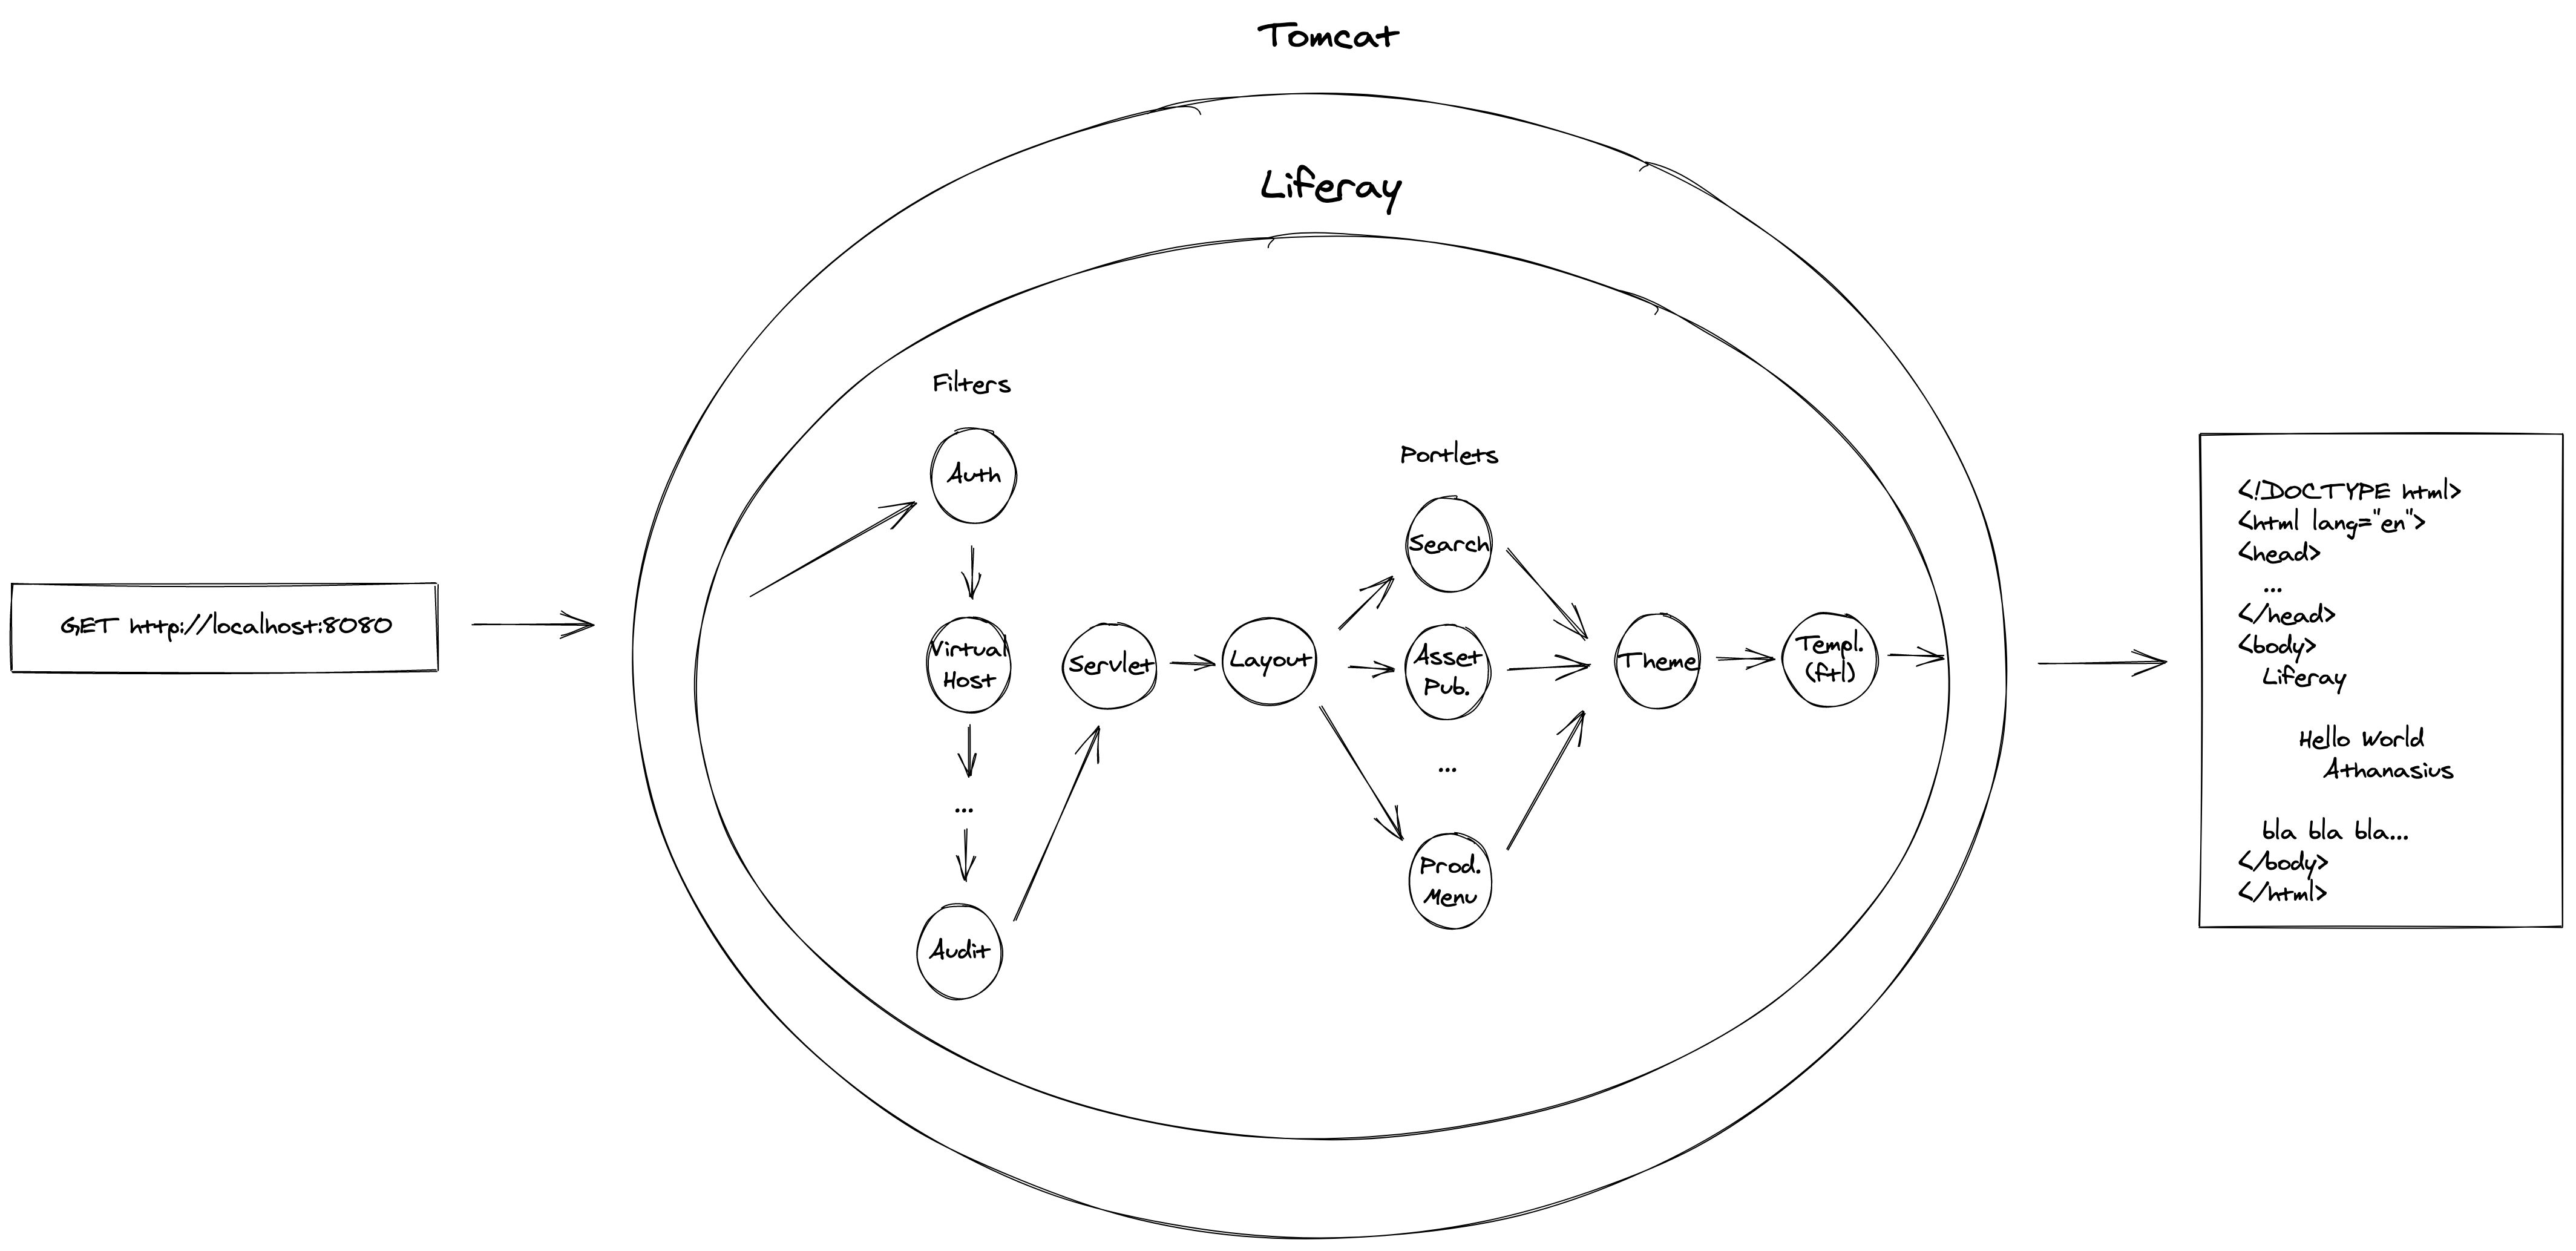 Tomcat
Liferay
GET http://localhost:8080
Filters
Auth
Virtual
Host
...
Audit
Servlet
Layout
Portlets
Search
Asset
Pub.
...
Prod.
Menu
Theme
Templ.
(ftl)
<!DOCTYPE html>
<html lang="en">
<head>
...
</head>
<body>
Liferay
Hello World
Athanasius
bla bla bla...
</body>
</html>